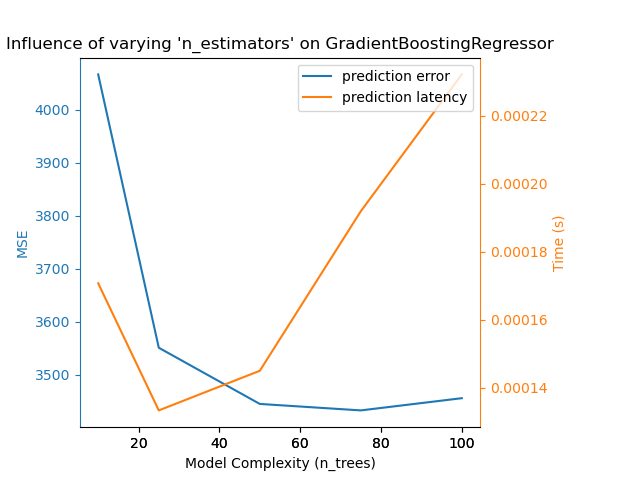 Influence of varying 'n_estimators' on GradientBoostingRegressor
prediction error
prediction latency
MSE
4000
3900
3800
3700
3600
3500
0.00022
0.00020
0.00018
0.00016
0.00014
Time (s)
20 40 60 80 100
Model Complexity (n_trees)